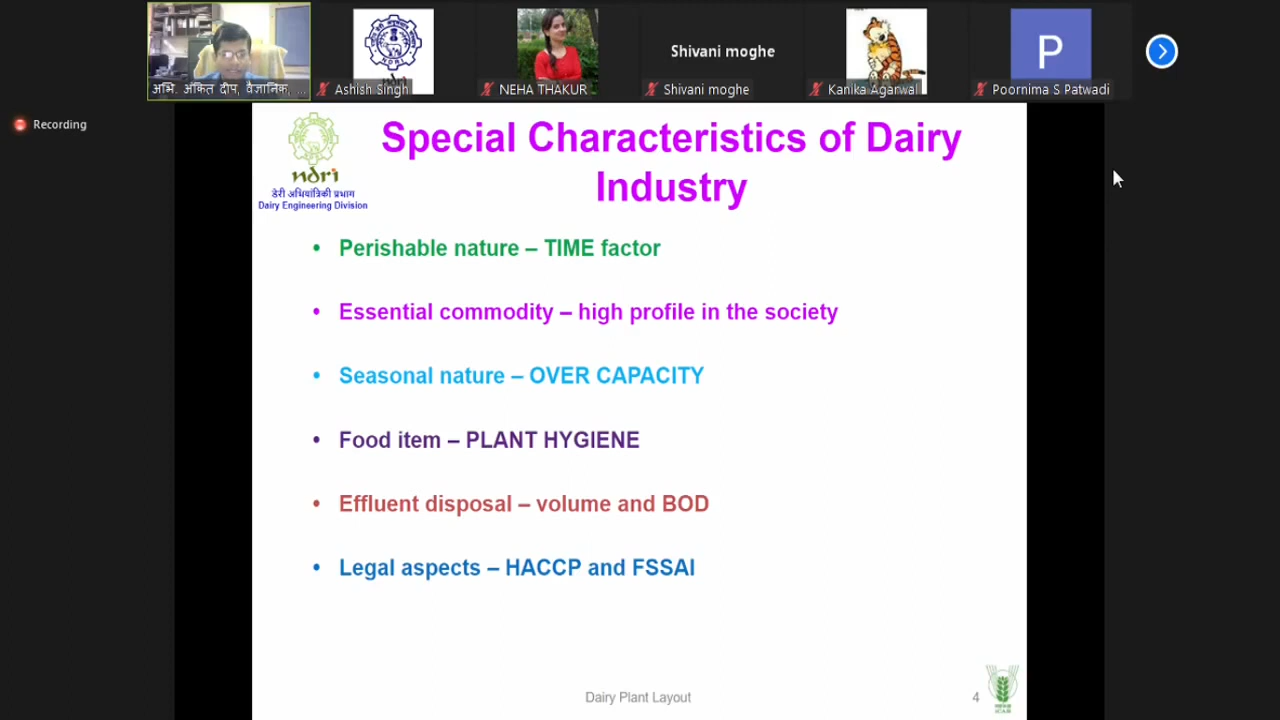 Shivani moghe
P
अभि. अंकित दीप, वैज्ञानिक, ...
Ashish Singh
NEHA THAKUR
Shivani moghe
Kanika Agarwal
Poornima S Patwadi
Recording
ndri
डेरी अभियांत्रिकी प्रभाग
Dairy Engineering Division
Special Characteristics of Dairy
Industry
• Perishable nature – TIME factor
• Essential commodity – high profile in the society
• Seasonal nature – OVER CAPACITY
• Food item – PLANT HYGIENE
• Effluent disposal – volume and BOD
• Legal aspects – HACCP and FSSAI
Dairy Plant Layout
4